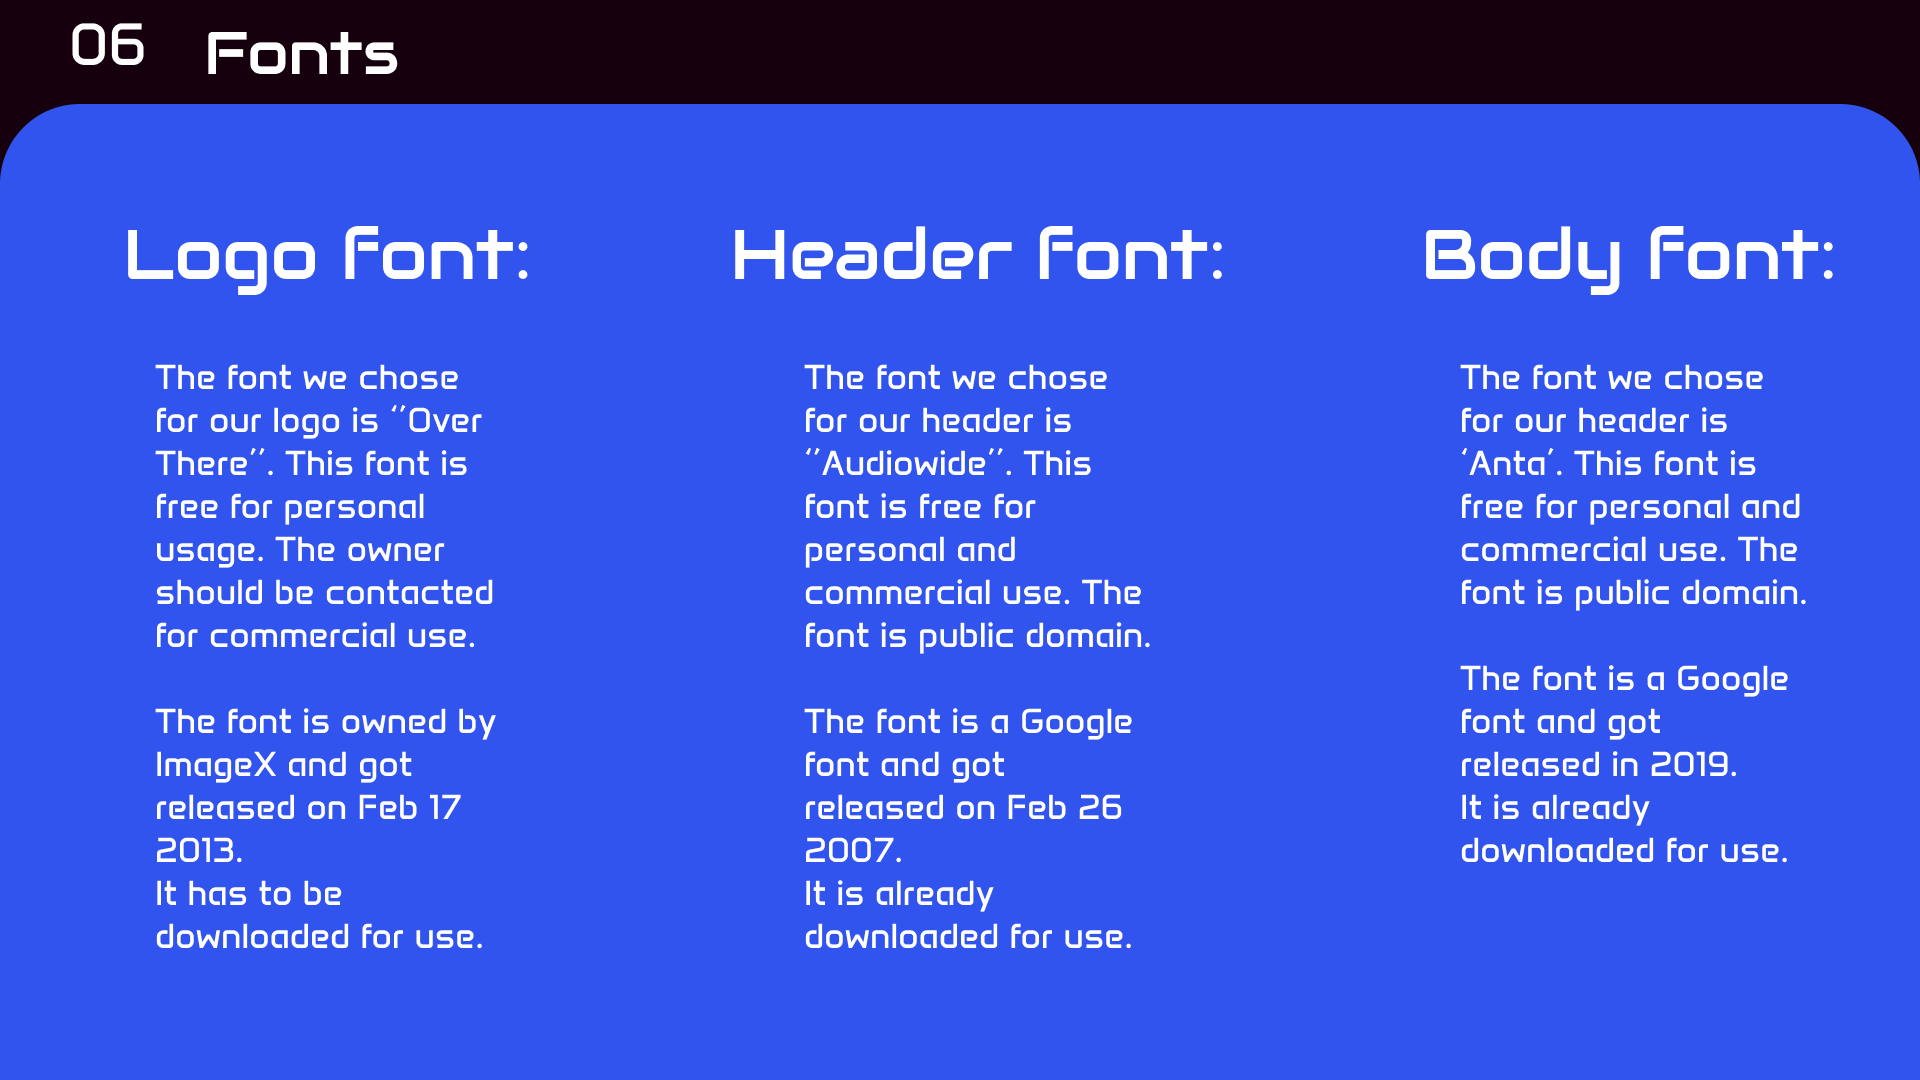 06 Fonts
Logo font:
The font we chose
for our logo is ‘’Over
There’’. This font is
free for personal
usage. The owner
should be contacted
for commercial use.
The font is owned by
ImageX and got
released on Feb 17
2013.
It has to be
downloaded for use.
Header font:
The font we chose
for our header is
‘’Audiowide’’. This
font is free for
personal and
commercial use. The
font is public domain.
The font is a Google
font and got
released on Feb 26
2007.
It is already
downloaded for use.
Body font:
The font we chose
for our header is
‘Anta’. This font is
free for personal and
commercial use. The
font is public domain.
The font is a Google
font and got
released in 2019.
It is already
downloaded for use.